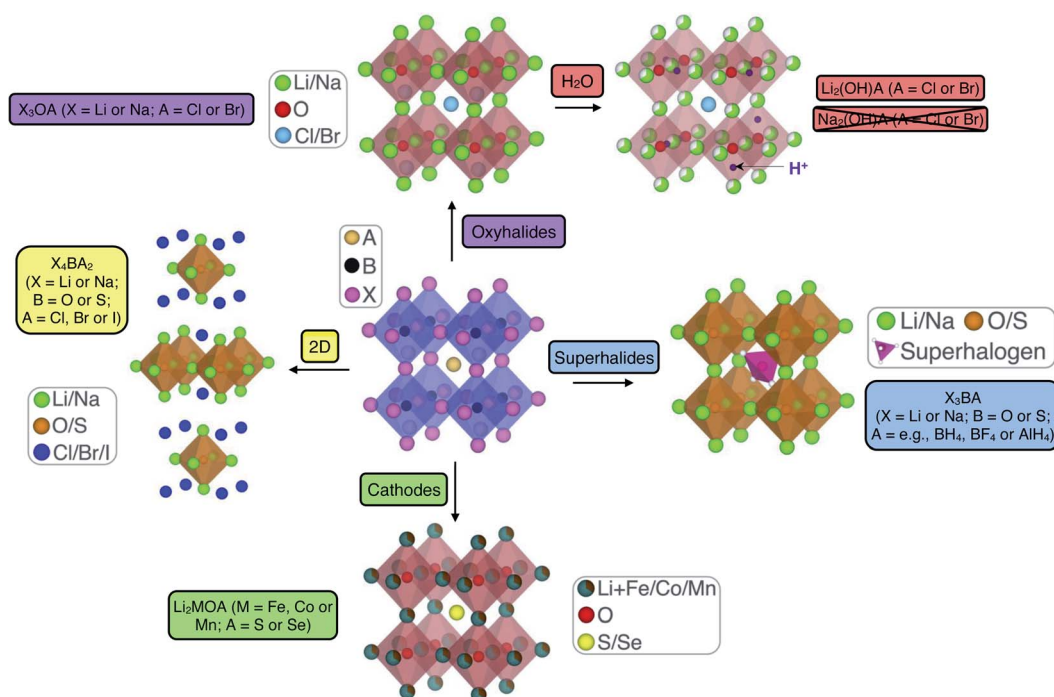 X₃OA (X = Li or Na; A = Cl or Br)
Li/Na
O
Cl/Br
H₂O
Li₂(OH)A (A = Cl or Br)
Na₂(OH)A (A = Cl or Br)
H⁺
Oxyhalides
A
B
X
X₄BA₂
(X = Li or Na;
B = O or S;
A = Cl, Br or I)
2D
Li/Na
O/S
Cl/Br/I
Superhalides
Li/Na O/S
Superhalogen
X₃BA
(X = Li or Na; B = O or S;
A = e.g., BH₄, BF₄ or AlH₄)
Cathodes
Li₂MOA (M = Fe, Co or
Mn; A = S or Se)
Li+Fe/Co/Mn
O
S/Se